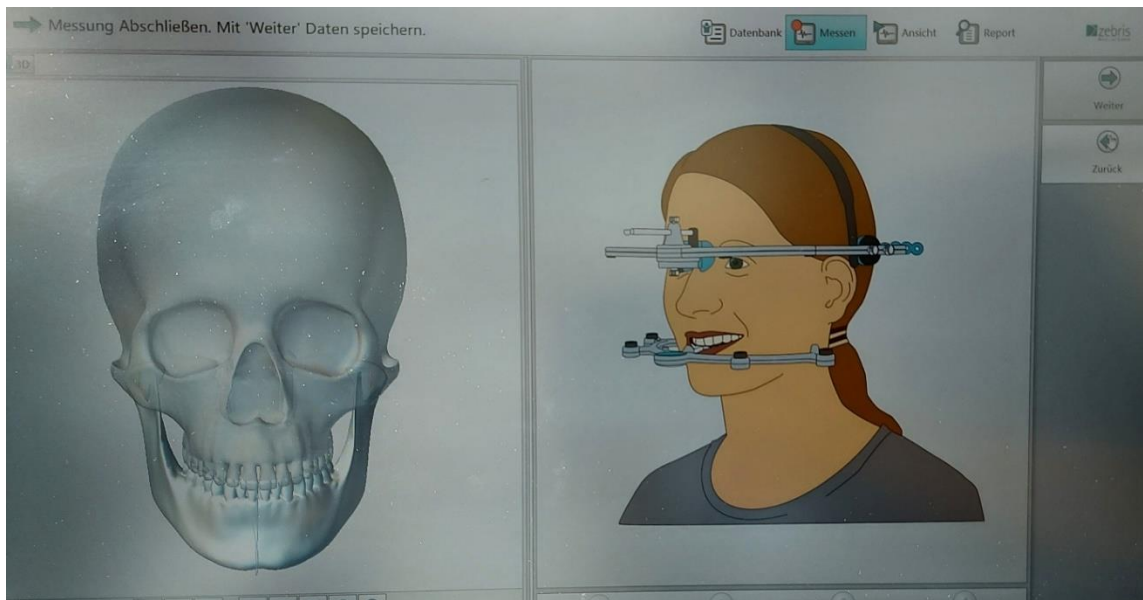 Messung Abschließen. Mit 'Weiter' Daten speichern.
Datenbank
Messen
Ansicht
Report
zebris
3D
Weiter
Zurück